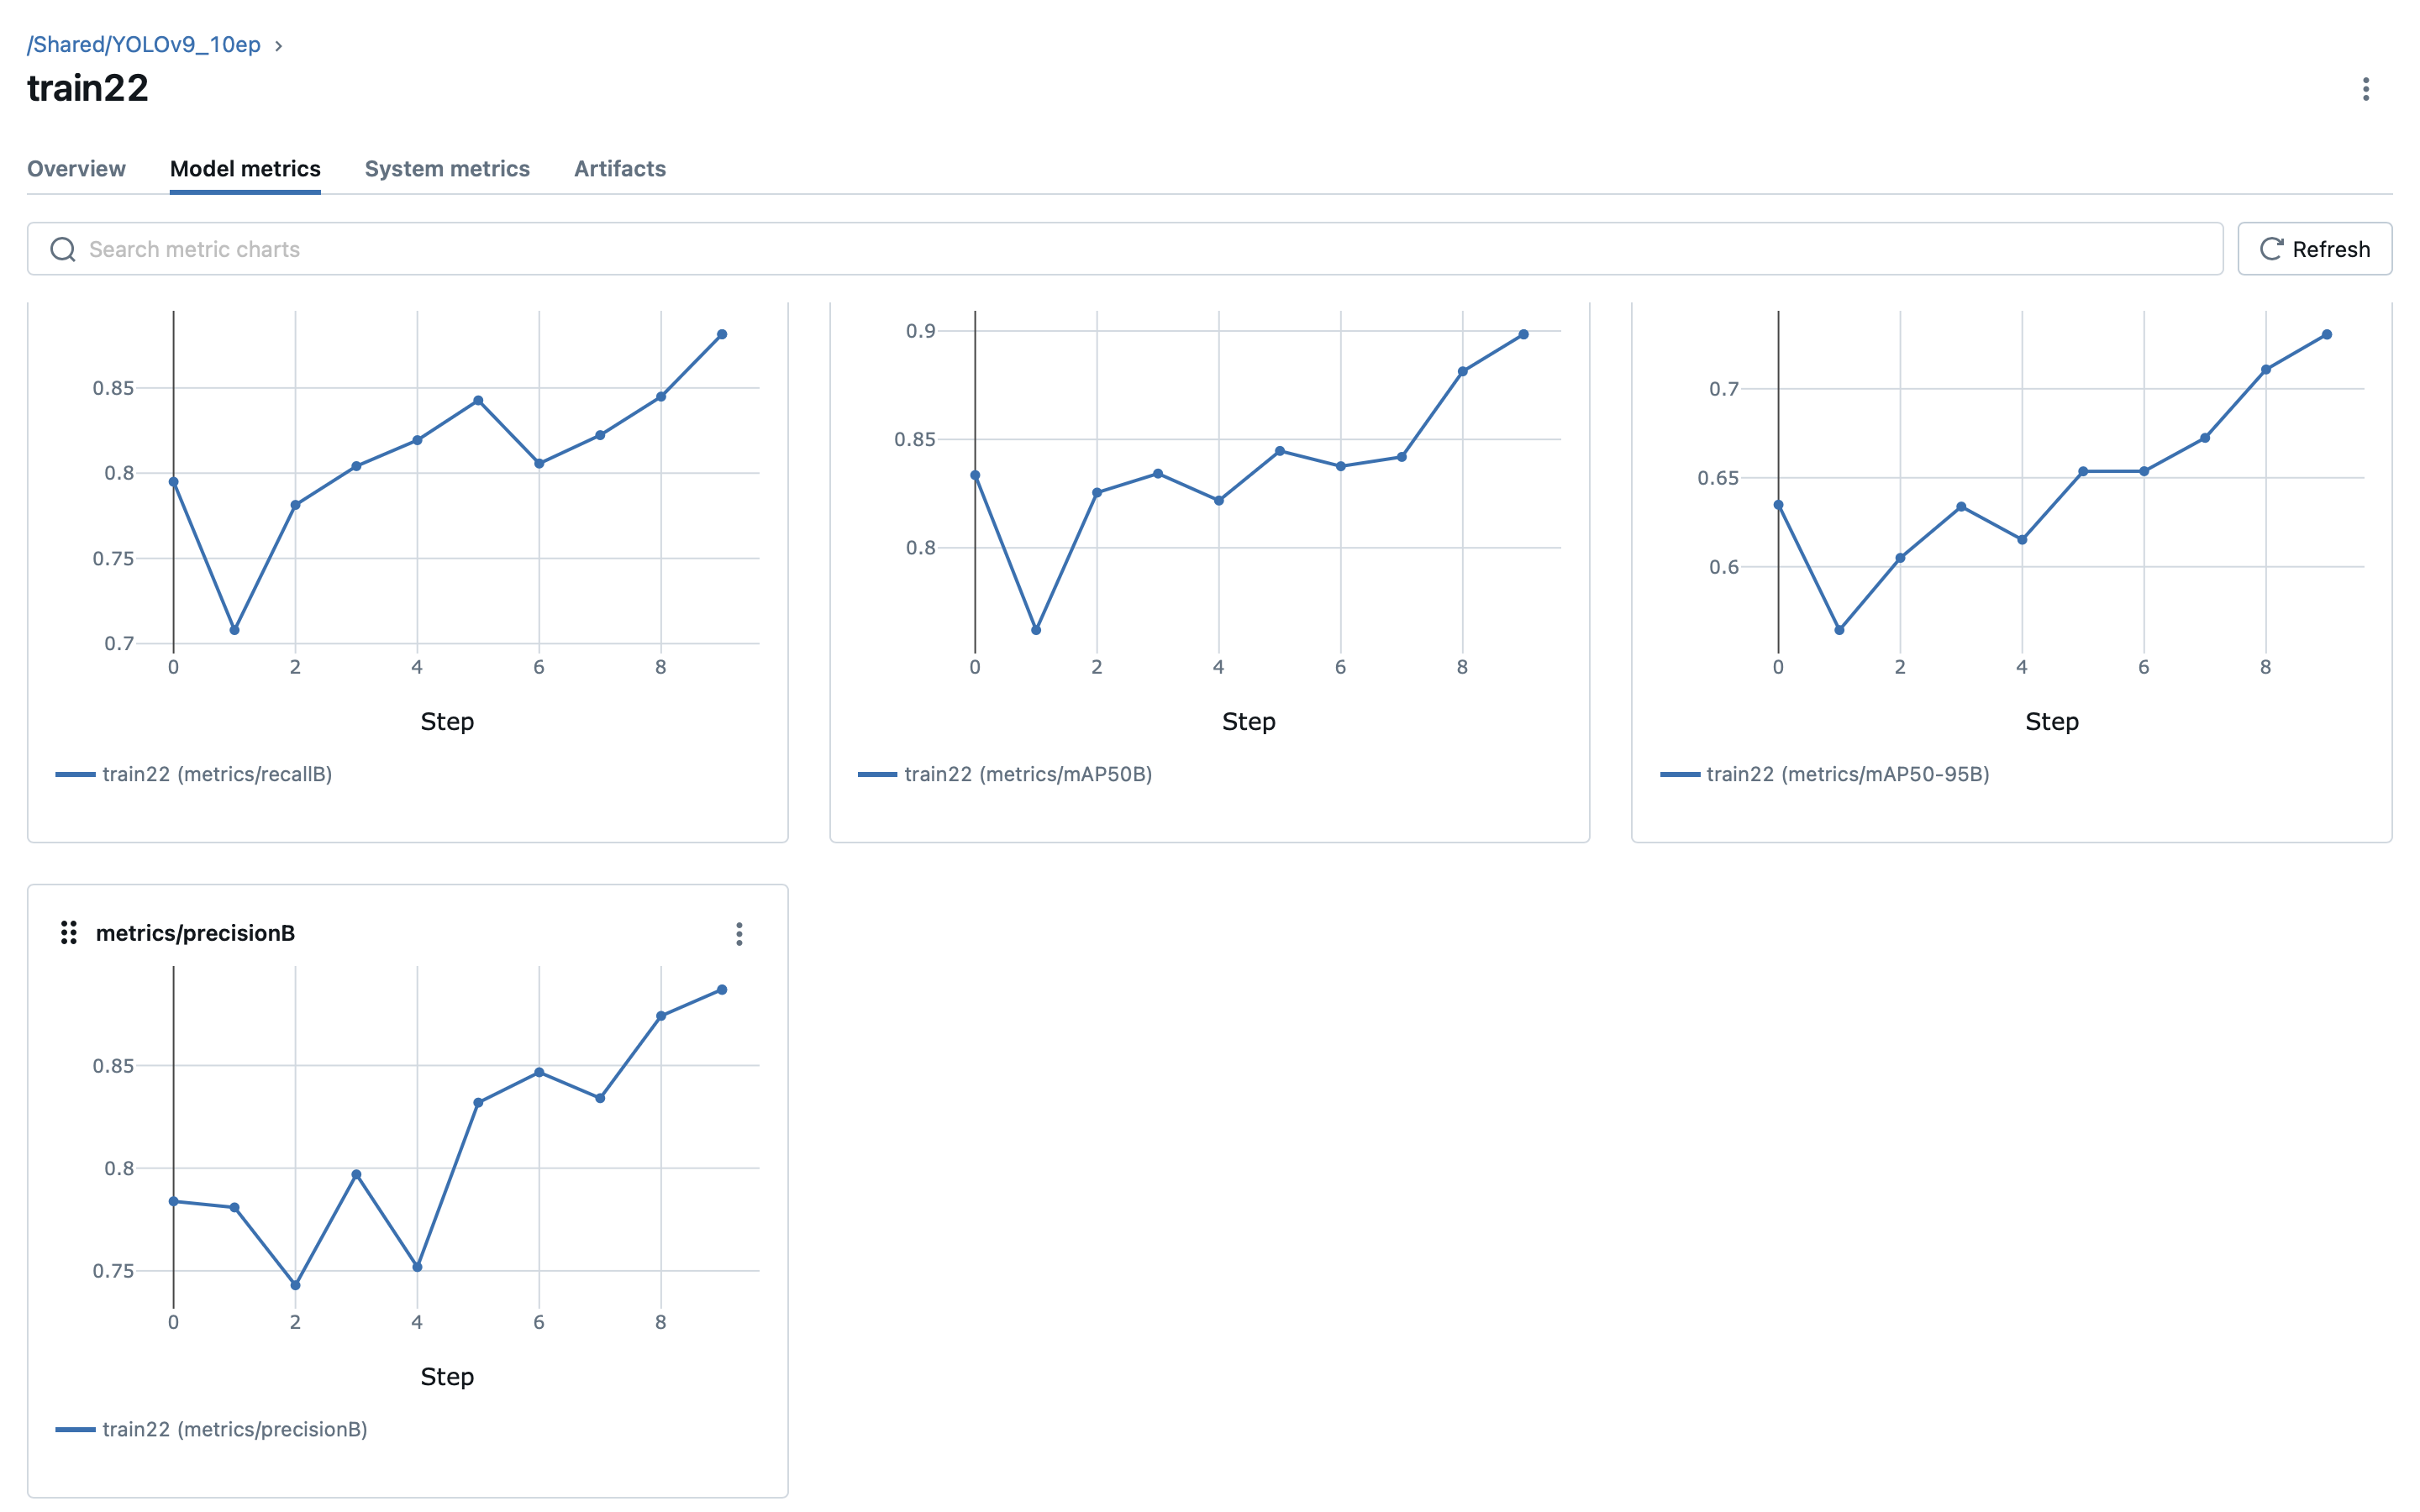 /Shared/YOLOv9_10ep ›
train22
Overview Model metrics System metrics Artifacts
Search metric charts Refresh
0.85
0.8
0.75
0.7
0 2 4 6 8
Step
train22 (metrics/recallB)
0.9
0.85
0.8
0 2 4 6 8
Step
train22 (metrics/mAP50B)
0.7
0.65
0.6
0 2 4 6 8
Step
train22 (metrics/mAP50-95B)
metrics/precisionB
0.85
0.8
0.75
0 2 4 6 8
Step
train22 (metrics/precisionB)